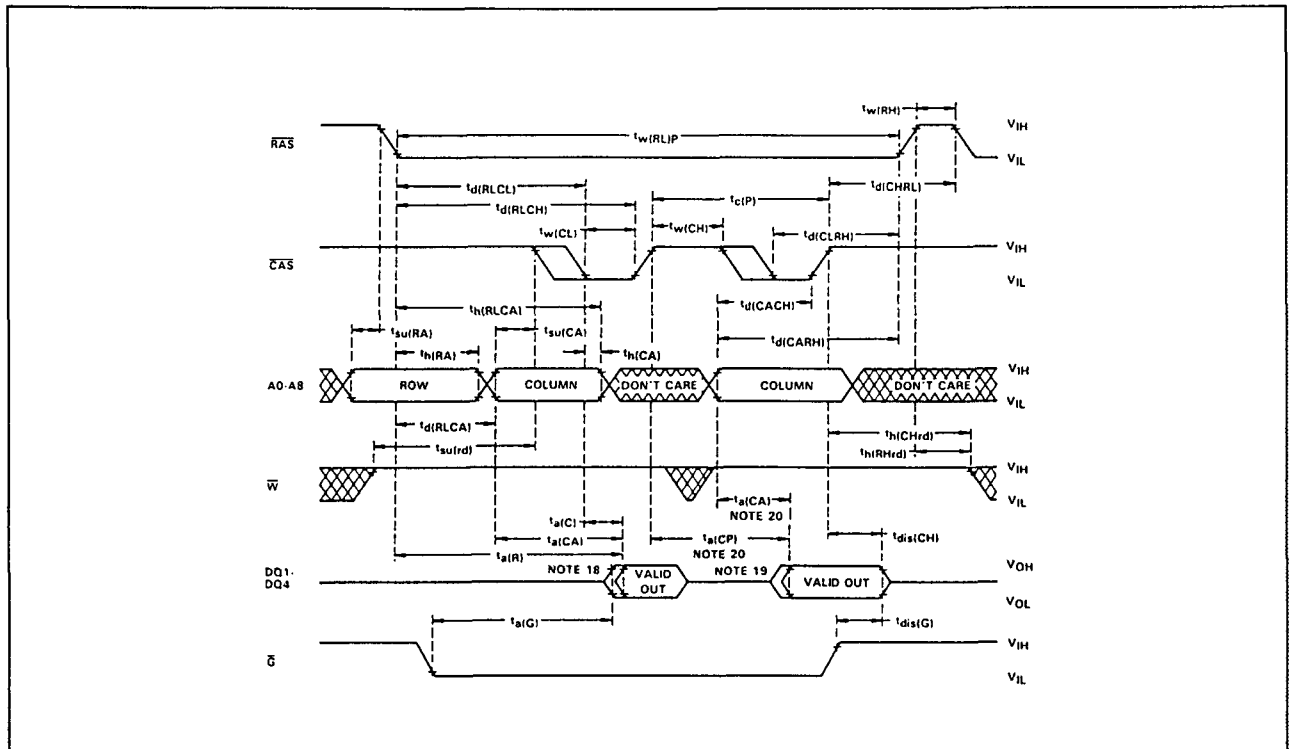 tw(RH)
VIH
RAS
tw(RL)P
VIL
td(RLCL)
tc(P)
td(CHRL)
td(RLCH)
tw(CL)
tw(CH)
td(CLRH)
VIH
CAS
VIL
th(RLCA)
td(CACH)
tsu(RA)
tsu(CA)
td(CARH)
th(RA)
th(CA)
VIH
A0-A8
ROW
COLUMN
DON'T CARE
COLUMN
DON'T CARE
VIL
td(RLCA)
th(CHrd)
tsu(rd)
th(RHrd)
VIH
W
VIL
ta(CA)
NOTE 20
ta(C)
ta(CA)
ta(CP)
NOTE 20
tdis(CH)
ta(R)
NOTE 18
NOTE 19
VOH
DQ1-
DQ4
VALID
OUT
VALID OUT
VOL
ta(G)
tdis(G)
VIH
G
VIL